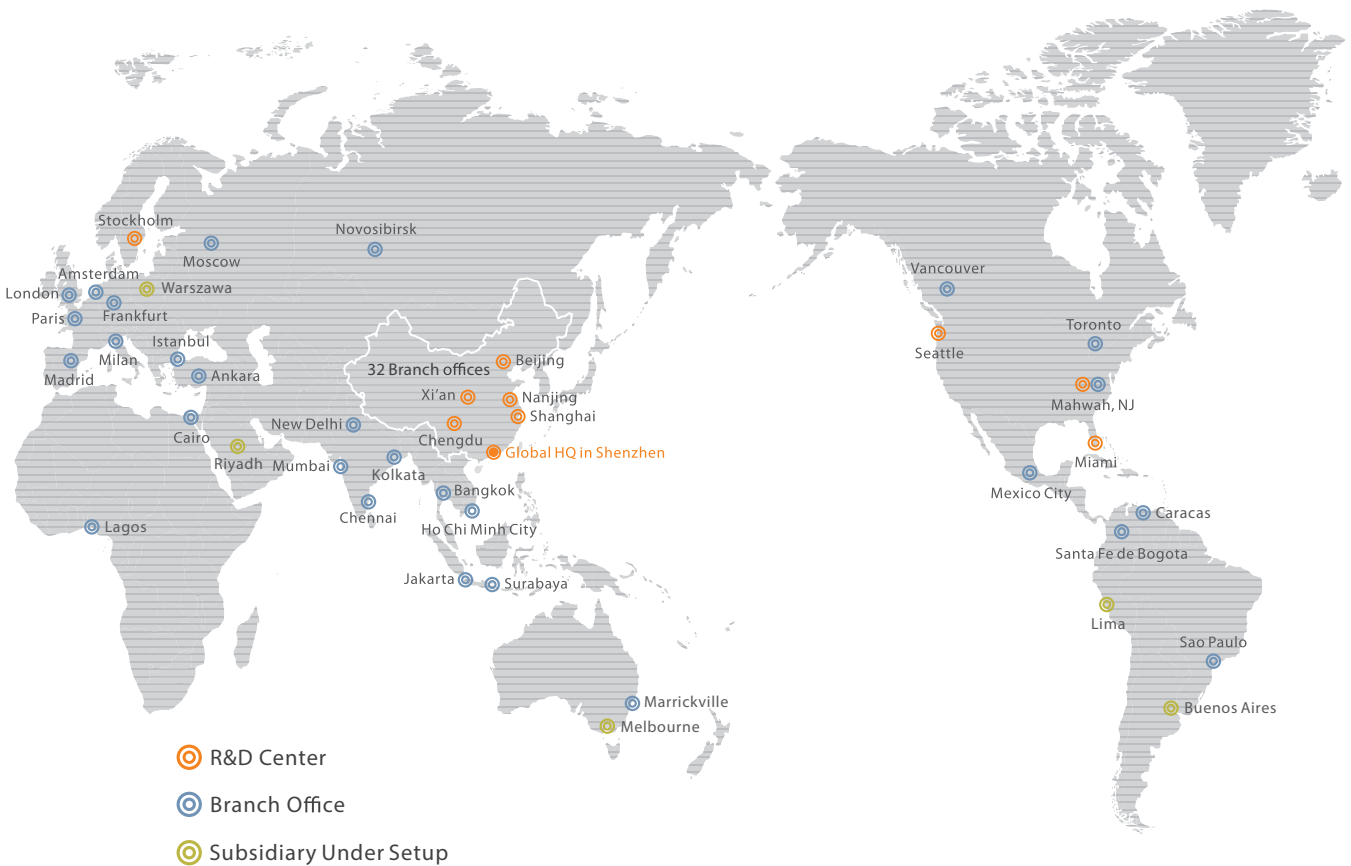 Stockholm
Novosibirsk
Moscow
Amsterdam
Vancouver
London
Warszawa
Paris
Frankfurt
Toronto
Istanbul
Milan
Seattle
Beijing
32 Branch offices
Madrid
Ankara
Xi’an
Nanjing
Mahwah, NJ
Shanghai
New Delhi
Cairo
Chengdu
Global HQ in Shenzhen
Riyadh
Mumbai
Miami
Kolkata
Bangkok
Mexico City
Caracas
Chennai
Lagos
Ho Chi Minh City
Santa Fe de Bogota
Jakarta
Surabaya
Lima
Sao Paulo
Marrickville
Buenos Aires
Melbourne
R&D Center
Branch Office
Subsidiary Under Setup